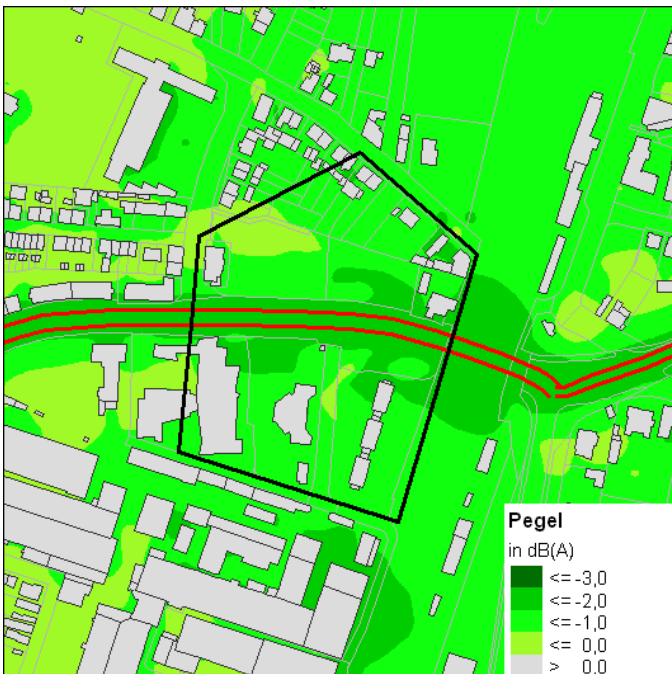 Pegel
in dB(A)
<= -3,0
<= -2,0
<= -1,0
<= 0,0
> 0,0